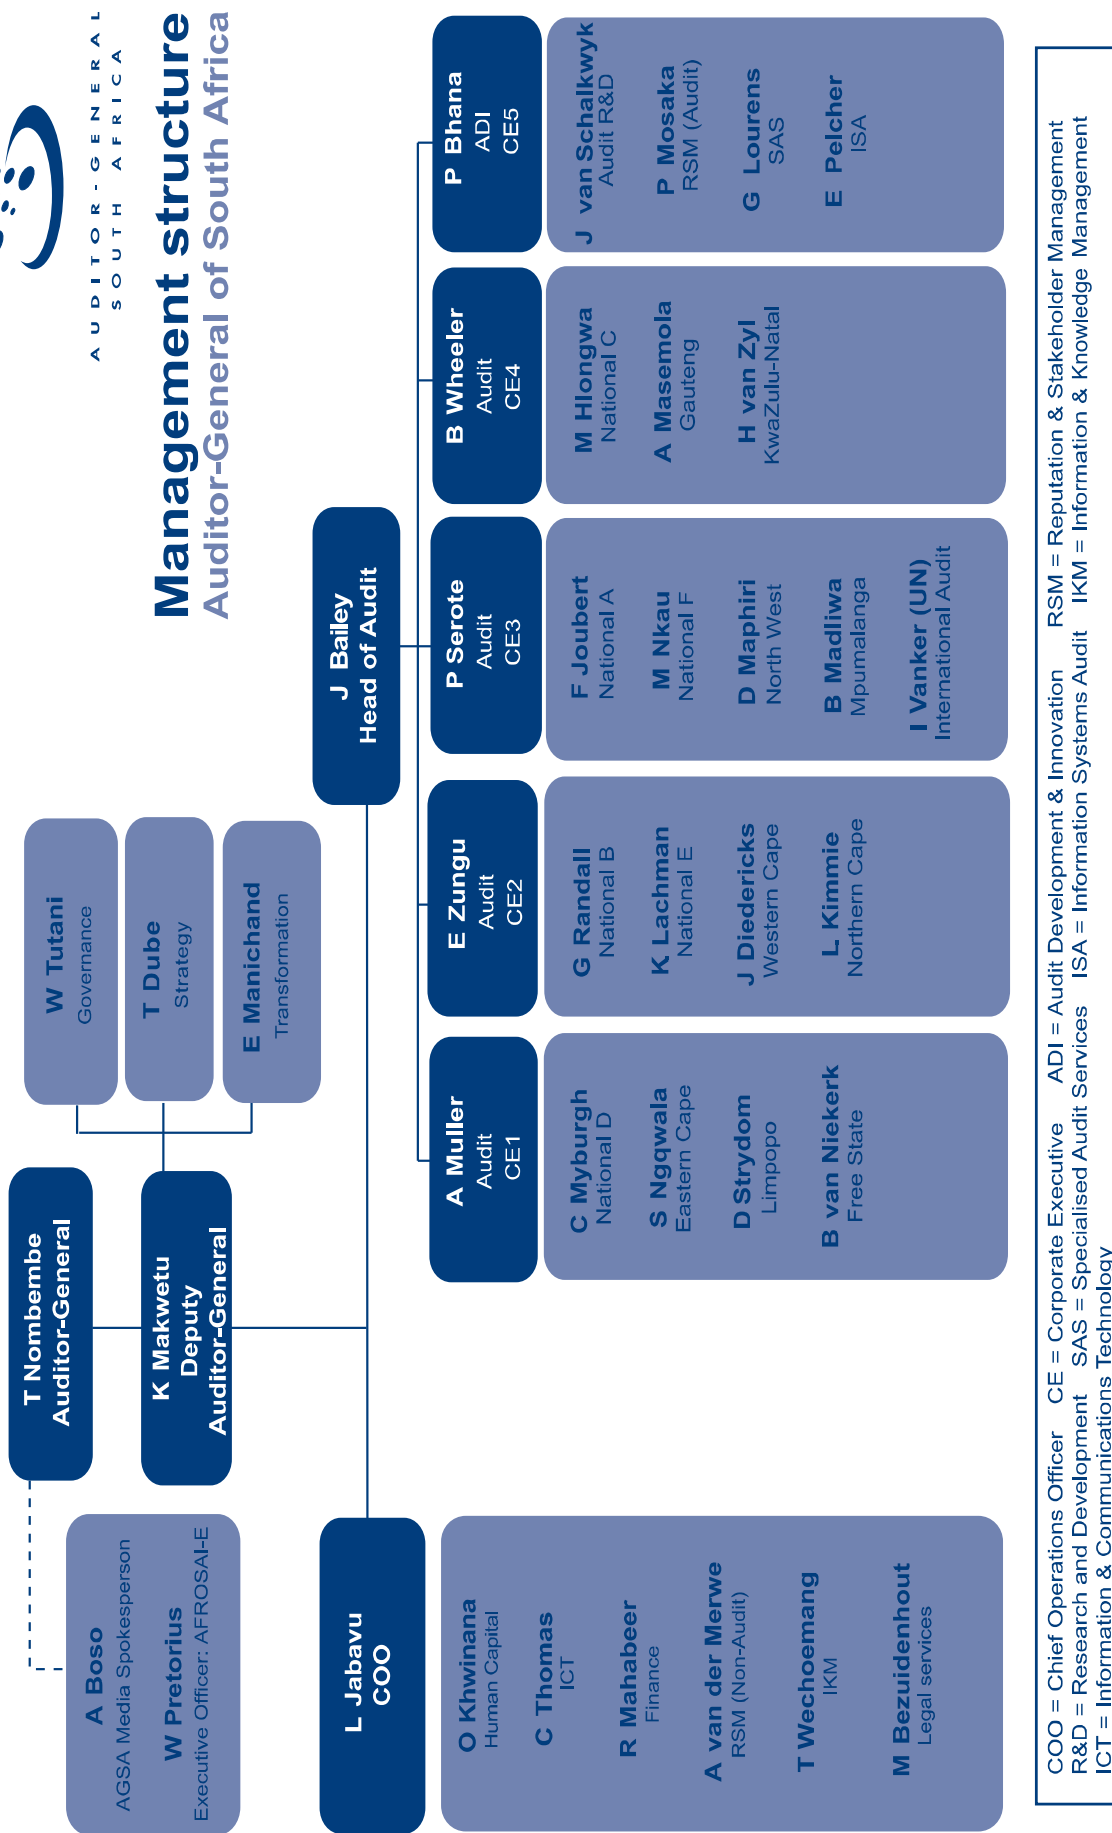 AUDITOR-GENERAL
SOUTH AFRICA
Management structure
Auditor-General of South Africa
T Nombembe
Auditor-General
A Boso
AGSA Media Spokesperson
W Pretorius
Executive Officer: AFROSAI-E
K Makwetu
Deputy
Auditor-General
W Tutani
Governance
T Dube
Strategy
E Manichand
Transformation
L Jabavu
COO
J Bailey
Head of Audit
O Khwinana
Human Capital
C Thomas
ICT
R Mahabeer
Finance
A van der Merwe
RSM (Non-Audit)
T Wechoemang
IKM
M Bezuidenhout
Legal services
A Muller
Audit
CE1
C Myburgh
National D
S Ngqwala
Eastern Cape
D Strydom
Limpopo
B van Niekerk
Free State
E Zungu
Audit
CE2
G Randall
National B
K Lachman
National E
J Diedericks
Western Cape
L Kimmie
Northern Cape
P Serote
Audit
CE3
F Joubert
National A
M Nkau
National F
D Maphiri
North West
B Madliwa
Mpumalanga
I Vanker (UN)
International Audit
B Wheeler
Audit
CE4
M Hlongwa
National C
A Masemola
Gauteng
H van Zyl
KwaZulu-Natal
P Bhana
ADI
CE5
J van Schalkwyk
Audit R&D
P Mosaka
RSM (Audit)
G Lourens
SAS
E Pelcher
ISA
COO = Chief Operations Officer CE = Corporate Executive ADI = Audit Development & Innovation RSM = Reputation & Stakeholder Management
R&D = Research and Development SAS = Specialised Audit Services ISA = Information Systems Audit IKM = Information & Knowledge Management
ICT = Information & Communications Technology